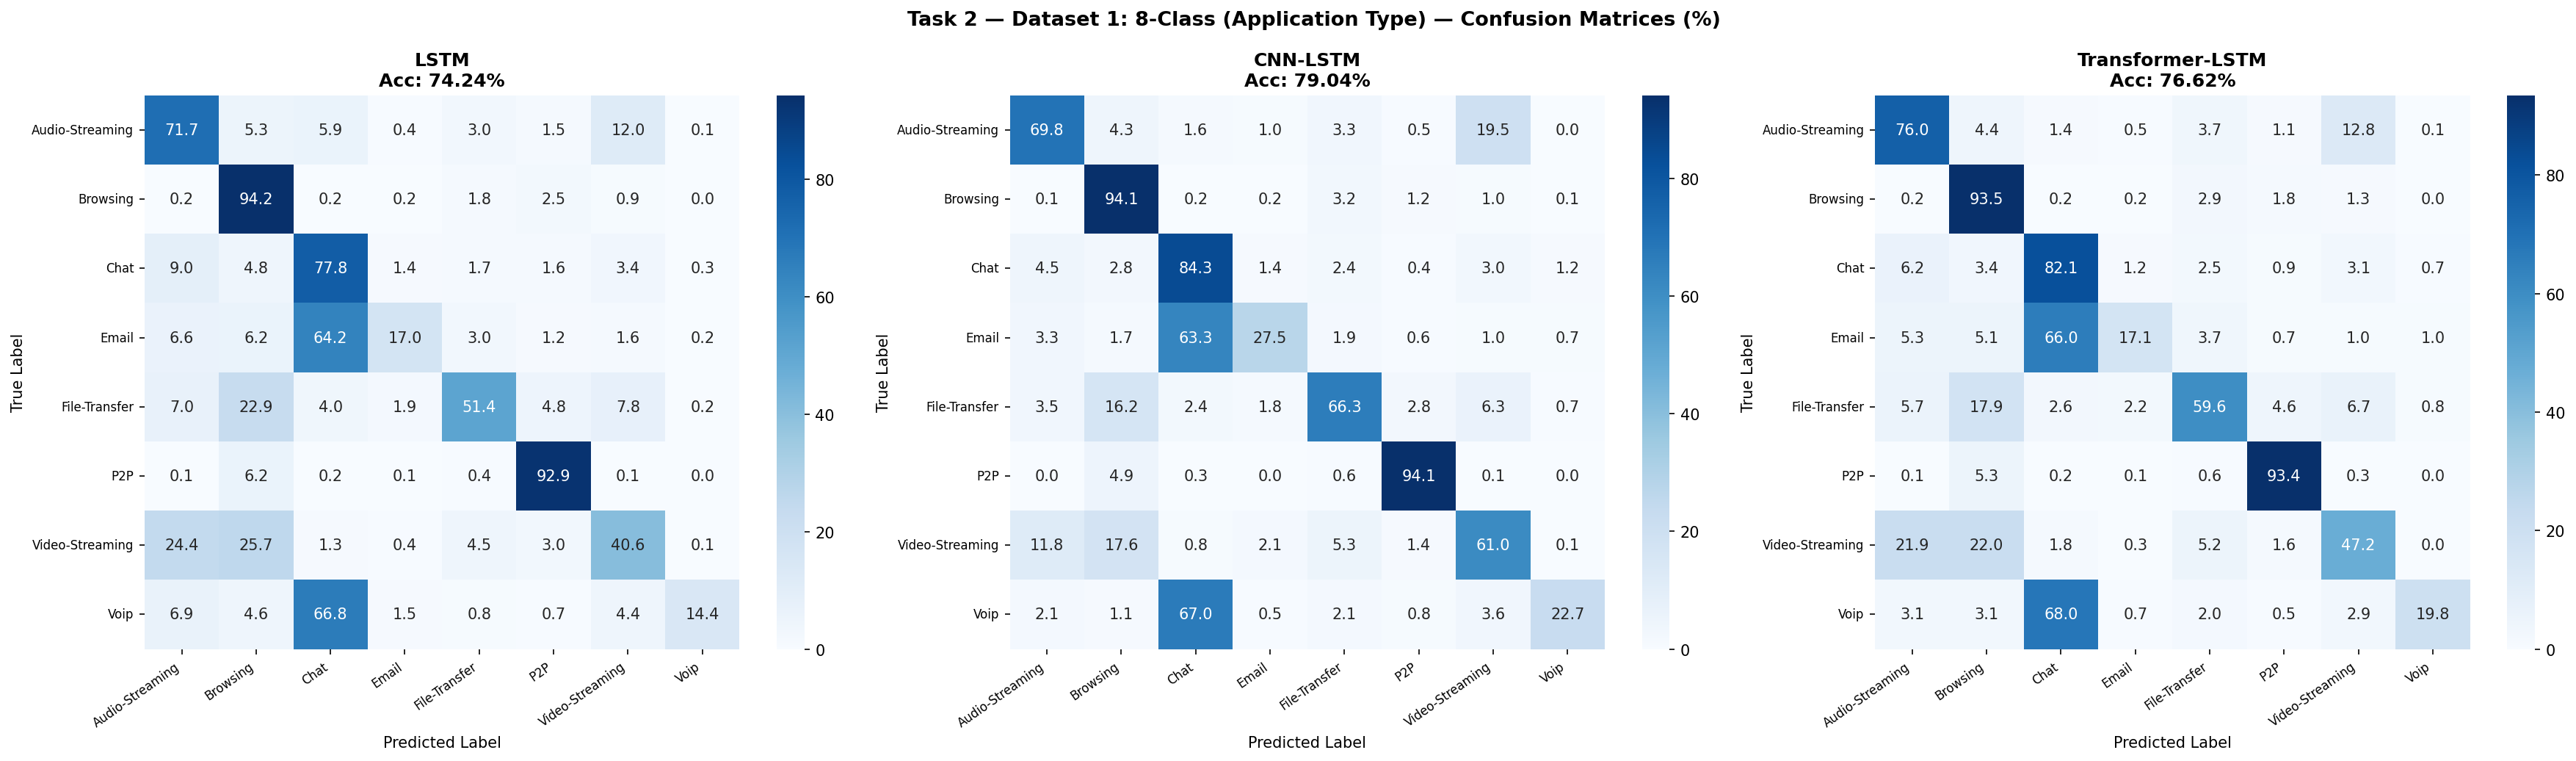 Task 2 — Dataset 1: 8-Class (Application Type) — Confusion Matrices (%)
LSTM
Acc: 74.24%
True Label
Audio-Streaming 71.7 5.3 5.9 0.4 3.0 1.5 12.0 0.1
Browsing 0.2 94.2 0.2 0.2 1.8 2.5 0.9 0.0
Chat 9.0 4.8 77.8 1.4 1.7 1.6 3.4 0.3
Email 6.6 6.2 64.2 17.0 3.0 1.2 1.6 0.2
File-Transfer 7.0 22.9 4.0 1.9 51.4 4.8 7.8 0.2
P2P 0.1 6.2 0.2 0.1 0.4 92.9 0.1 0.0
Video-Streaming 24.4 25.7 1.3 0.4 4.5 3.0 40.6 0.1
Voip 6.9 4.6 66.8 1.5 0.8 0.7 4.4 14.4
Audio-Streaming Browsing Chat Email File-Transfer P2P Video-Streaming Voip
Predicted Label
80
60
40
20
0
CNN-LSTM
Acc: 79.04%
True Label
Audio-Streaming 69.8 4.3 1.6 1.0 3.3 0.5 19.5 0.0
Browsing 0.1 94.1 0.2 0.2 3.2 1.2 1.0 0.1
Chat 4.5 2.8 84.3 1.4 2.4 0.4 3.0 1.2
Email 3.3 1.7 63.3 27.5 1.9 0.6 1.0 0.7
File-Transfer 3.5 16.2 2.4 1.8 66.3 2.8 6.3 0.7
P2P 0.0 4.9 0.3 0.0 0.6 94.1 0.1 0.0
Video-Streaming 11.8 17.6 0.8 2.1 5.3 1.4 61.0 0.1
Voip 2.1 1.1 67.0 0.5 2.1 0.8 3.6 22.7
Audio-Streaming Browsing Chat Email File-Transfer P2P Video-Streaming Voip
Predicted Label
80
60
40
20
0
Transformer-LSTM
Acc: 76.62%
True Label
Audio-Streaming 76.0 4.4 1.4 0.5 3.7 1.1 12.8 0.1
Browsing 0.2 93.5 0.2 0.2 2.9 1.8 1.3 0.0
Chat 6.2 3.4 82.1 1.2 2.5 0.9 3.1 0.7
Email 5.3 5.1 66.0 17.1 3.7 0.7 1.0 1.0
File-Transfer 5.7 17.9 2.6 2.2 59.6 4.6 6.7 0.8
P2P 0.1 5.3 0.2 0.1 0.6 93.4 0.3 0.0
Video-Streaming 21.9 22.0 1.8 0.3 5.2 1.6 47.2 0.0
Voip 3.1 3.1 68.0 0.7 2.0 0.5 2.9 19.8
Audio-Streaming Browsing Chat Email File-Transfer P2P Video-Streaming Voip
Predicted Label
80
60
40
20
0